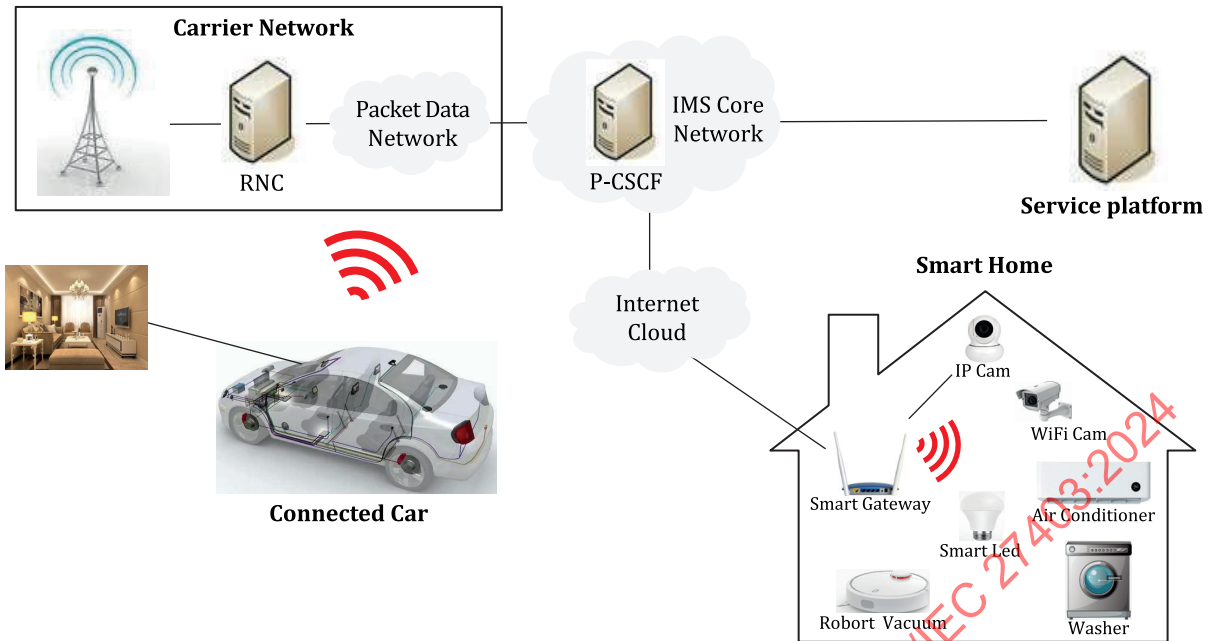 Carrier Network
Packet Data
Network
RNC
IMS Core
Network
P-CSCF
Service platform
Internet
Cloud
Smart Home
IP Cam
WiFi Cam
Smart Gateway
Air Conditioner
Smart Led
Robort Vacuum
Washer
Connected Car
IEC 27403:2024